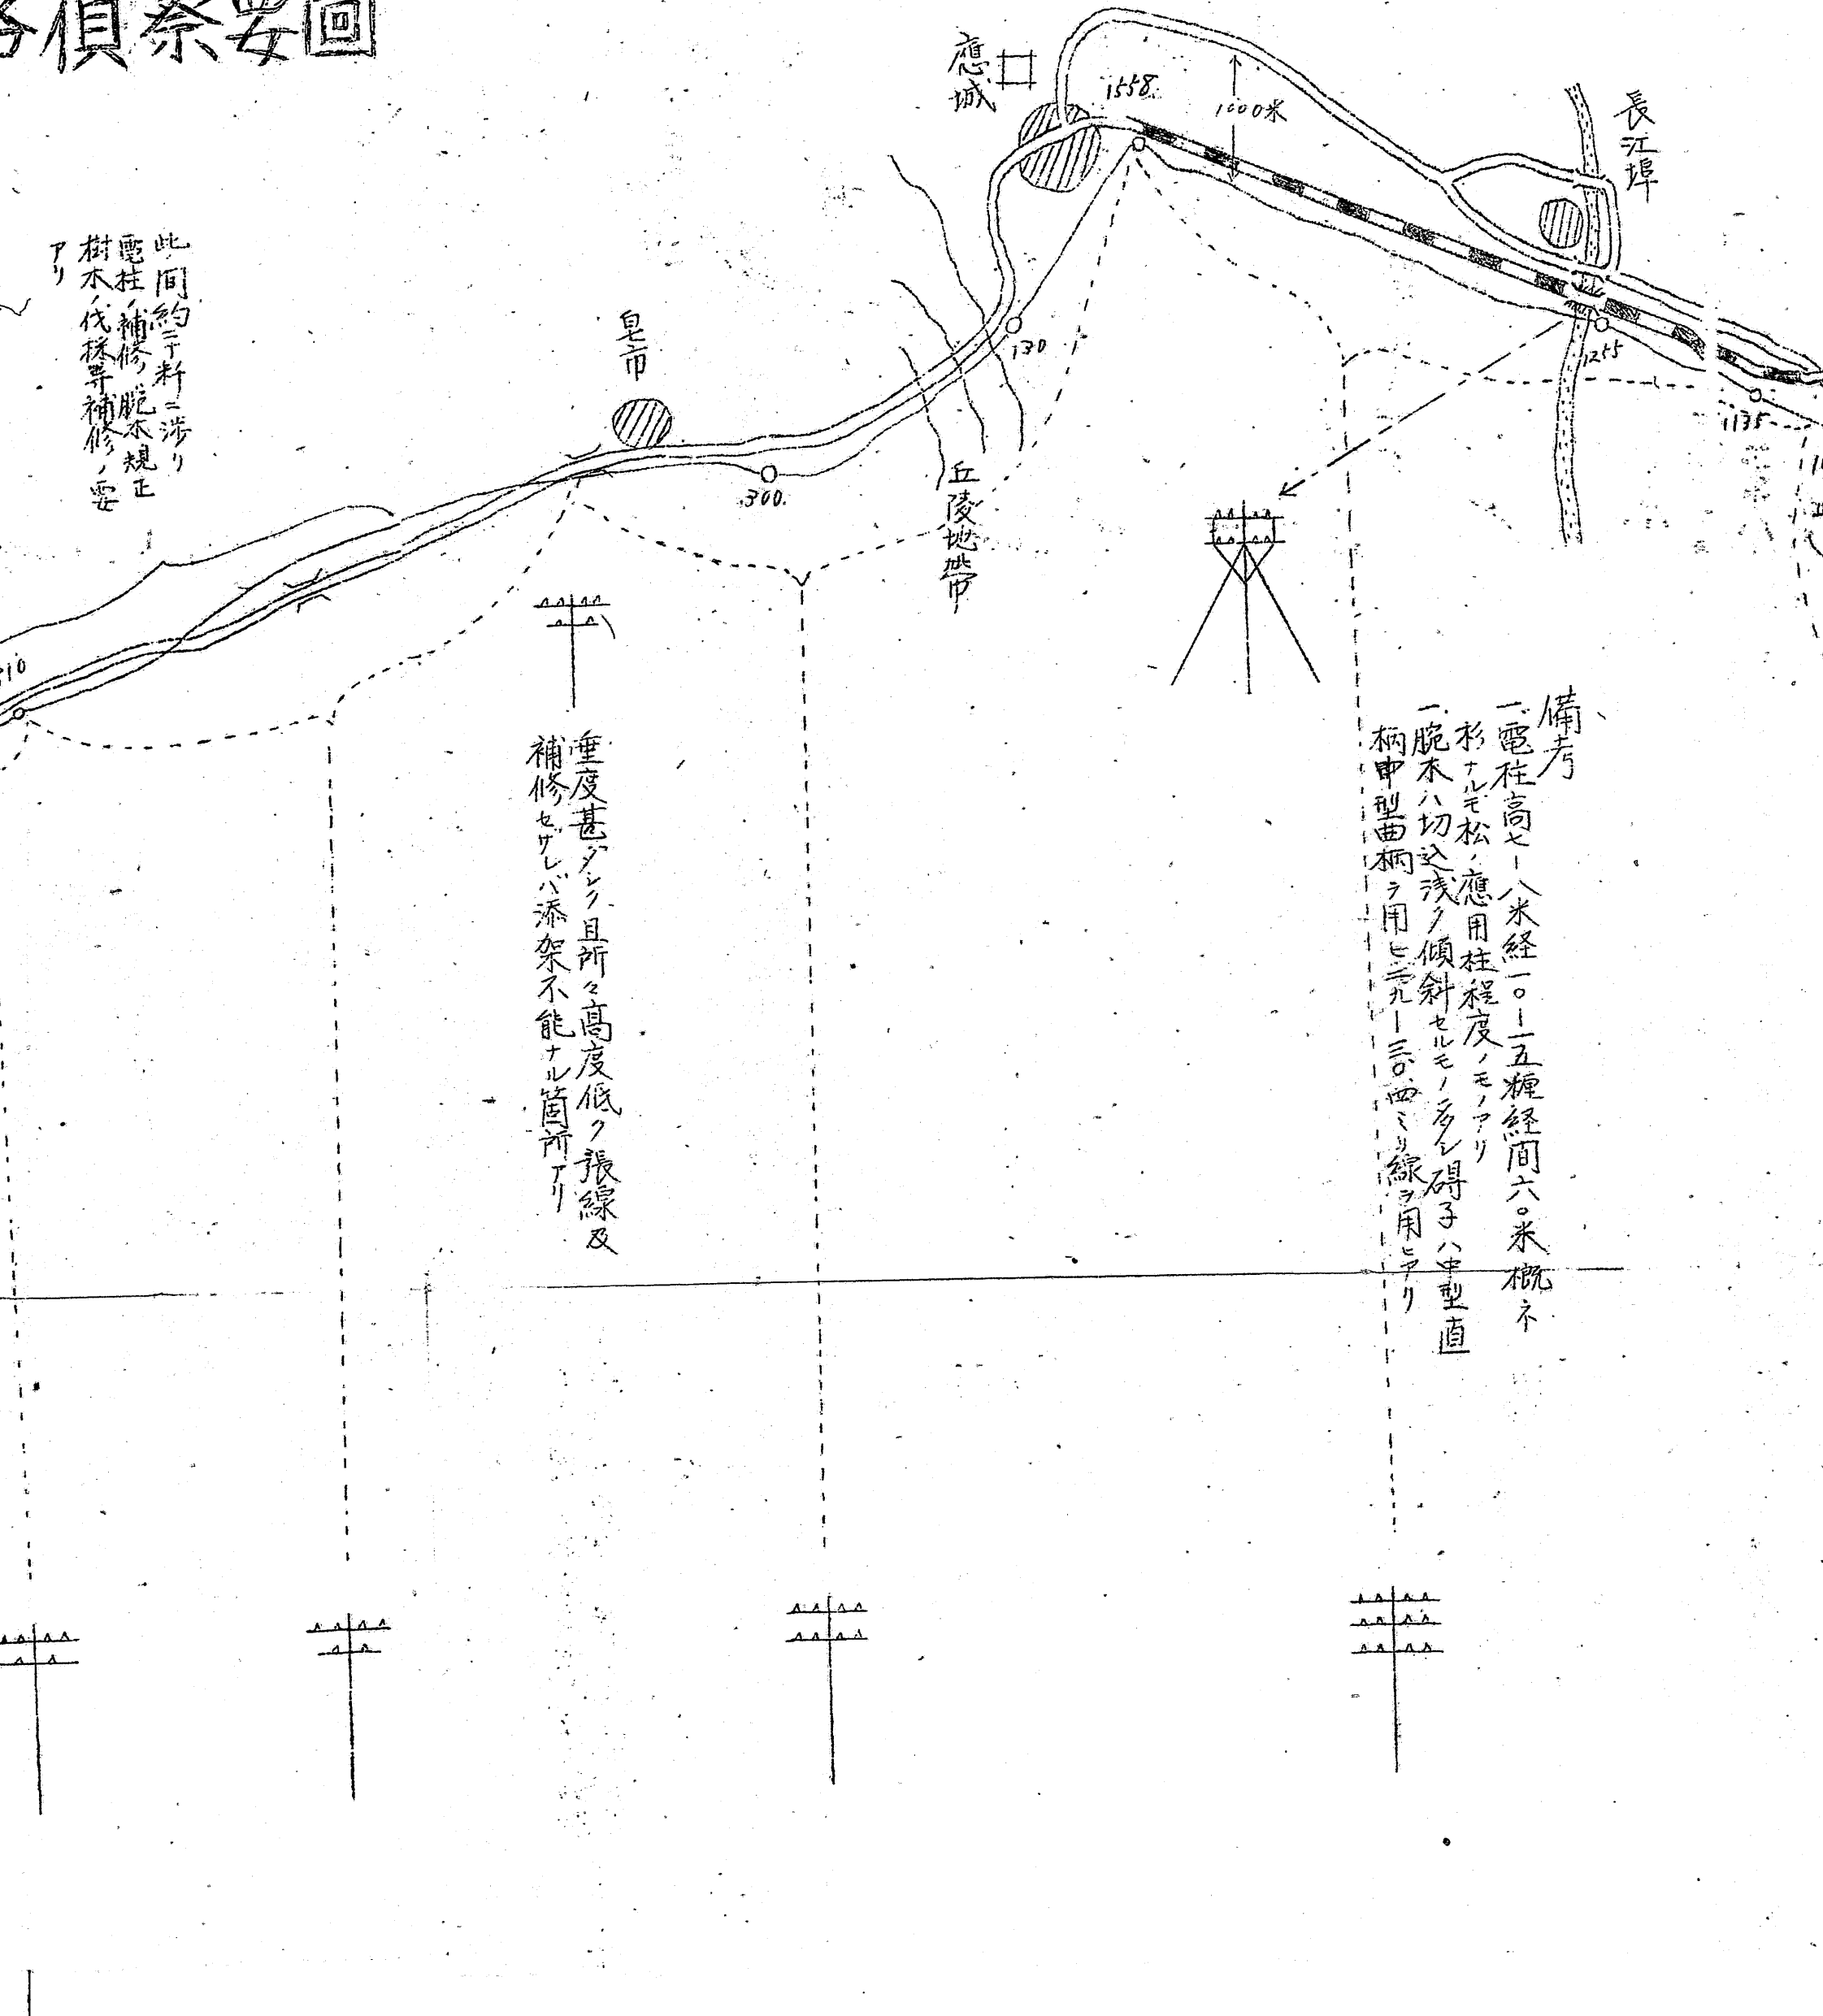 偵察要圖
應城
1558.
1000米
長江埠
130
1255
1135
皂市
300.
丘陵地帶
此間約二千粁ニ渉リ
電柱ノ補修腕木規正
樹木ノ伐採等補修ノ要
アリ
310
垂度甚ダシク且所々高度低ク張線及
補修セザレバ添架不能ナル箇所アリ
備考
一、電柱高七―八米経一〇―一五糎経間六〇米概ネ
杉ナルモ松ノ應用柱程度ノモノアリ
一、腕木ハ切込浅ク傾斜セルモノ多シ碍子ハ中型直
柄中型曲柄ヲ用ヒ二.九―三.〇.四ミリ線ヲ用ヒアリ